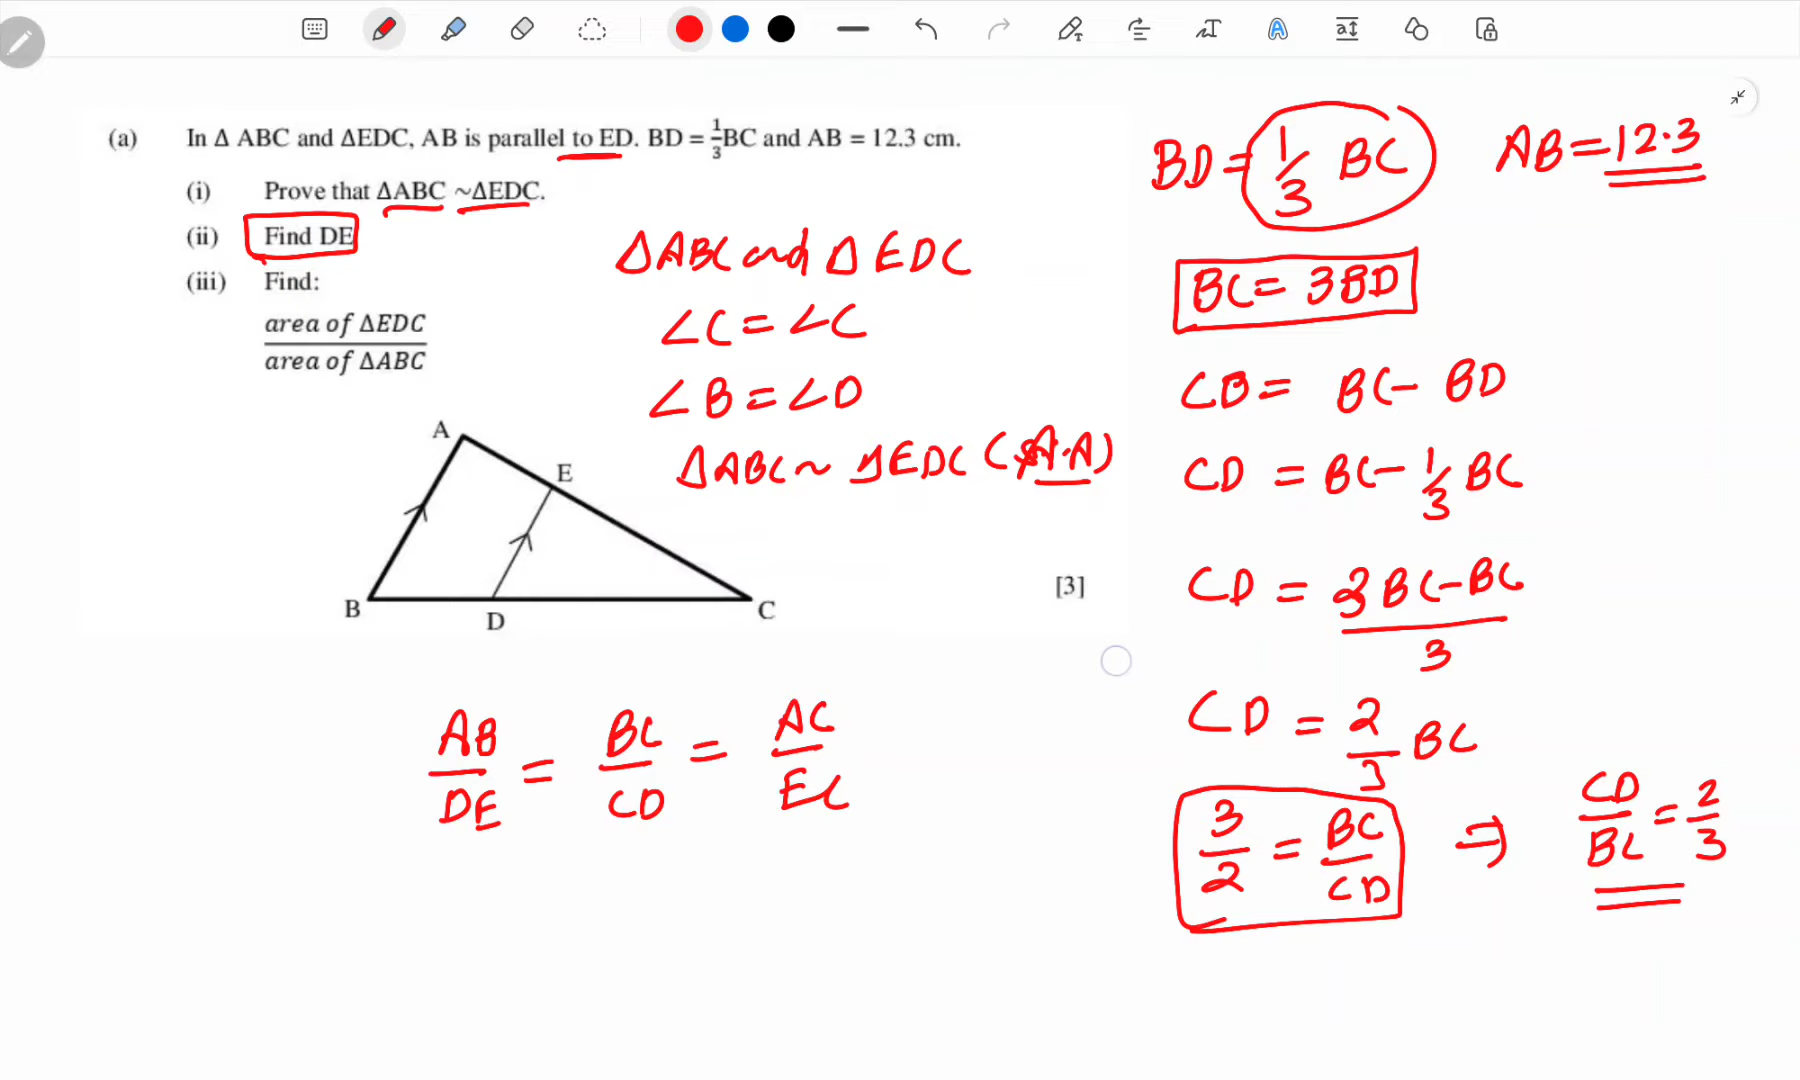 (a) In Δ ABC and ΔEDC, AB is parallel to ED. BD = 1/3 BC and AB = 12.3 cm.
(i) Prove that ΔABC ~ΔEDC.
(ii) Find DE
(iii) Find:
area of ΔEDC
area of ΔABC
A
E
B
D
C
[3]
ΔABC and Δ EDC
∠C = ∠C
∠B = ∠D
ΔABC ~ ΔEDC (A.A)
AB/DE = BC/CD = AC/EC
BD = 1/3 BC
AB = 12.3
BC = 3BD
CD = BC - BD
CD = BC - 1/3 BC
CD = 3BC-BC/3
CD = 2/3 BC
3/2 = BC/CD ⇒ CD/BC = 2/3